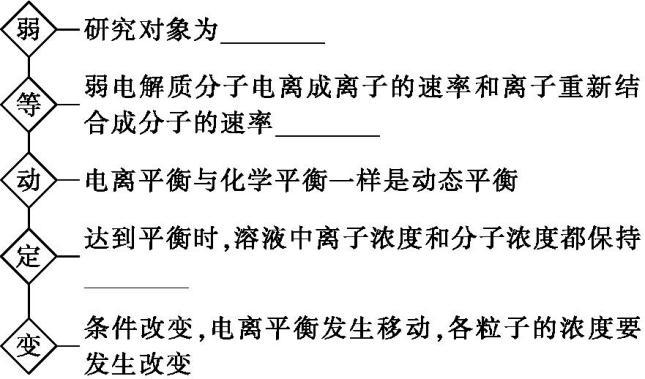 弱 研究对象为________
等 弱电解质分子电离成离子的速率和离子重新结
合成分子的速率________
动 电离平衡与化学平衡一样是动态平衡
定 达到平衡时,溶液中离子浓度和分子浓度都保持
________
变 条件改变,电离平衡发生移动,各粒子的浓度要
发生改变